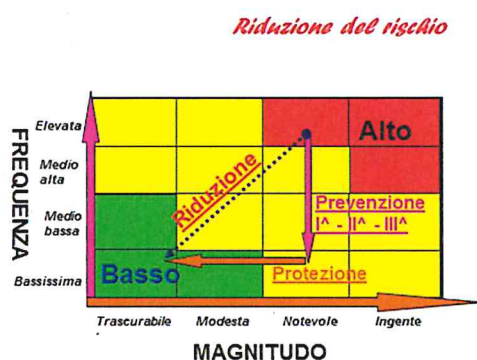 Riduzione del rischio
FREQUENZA
Elevata
Medio
alta
Medio
bassa
Bassissima
Alto
Riduzione
Prevenzione
I^ - II^ - III^
Basso
Protezione
Trascurabile
Modesta
Notevole
Ingente
MAGNITUDO